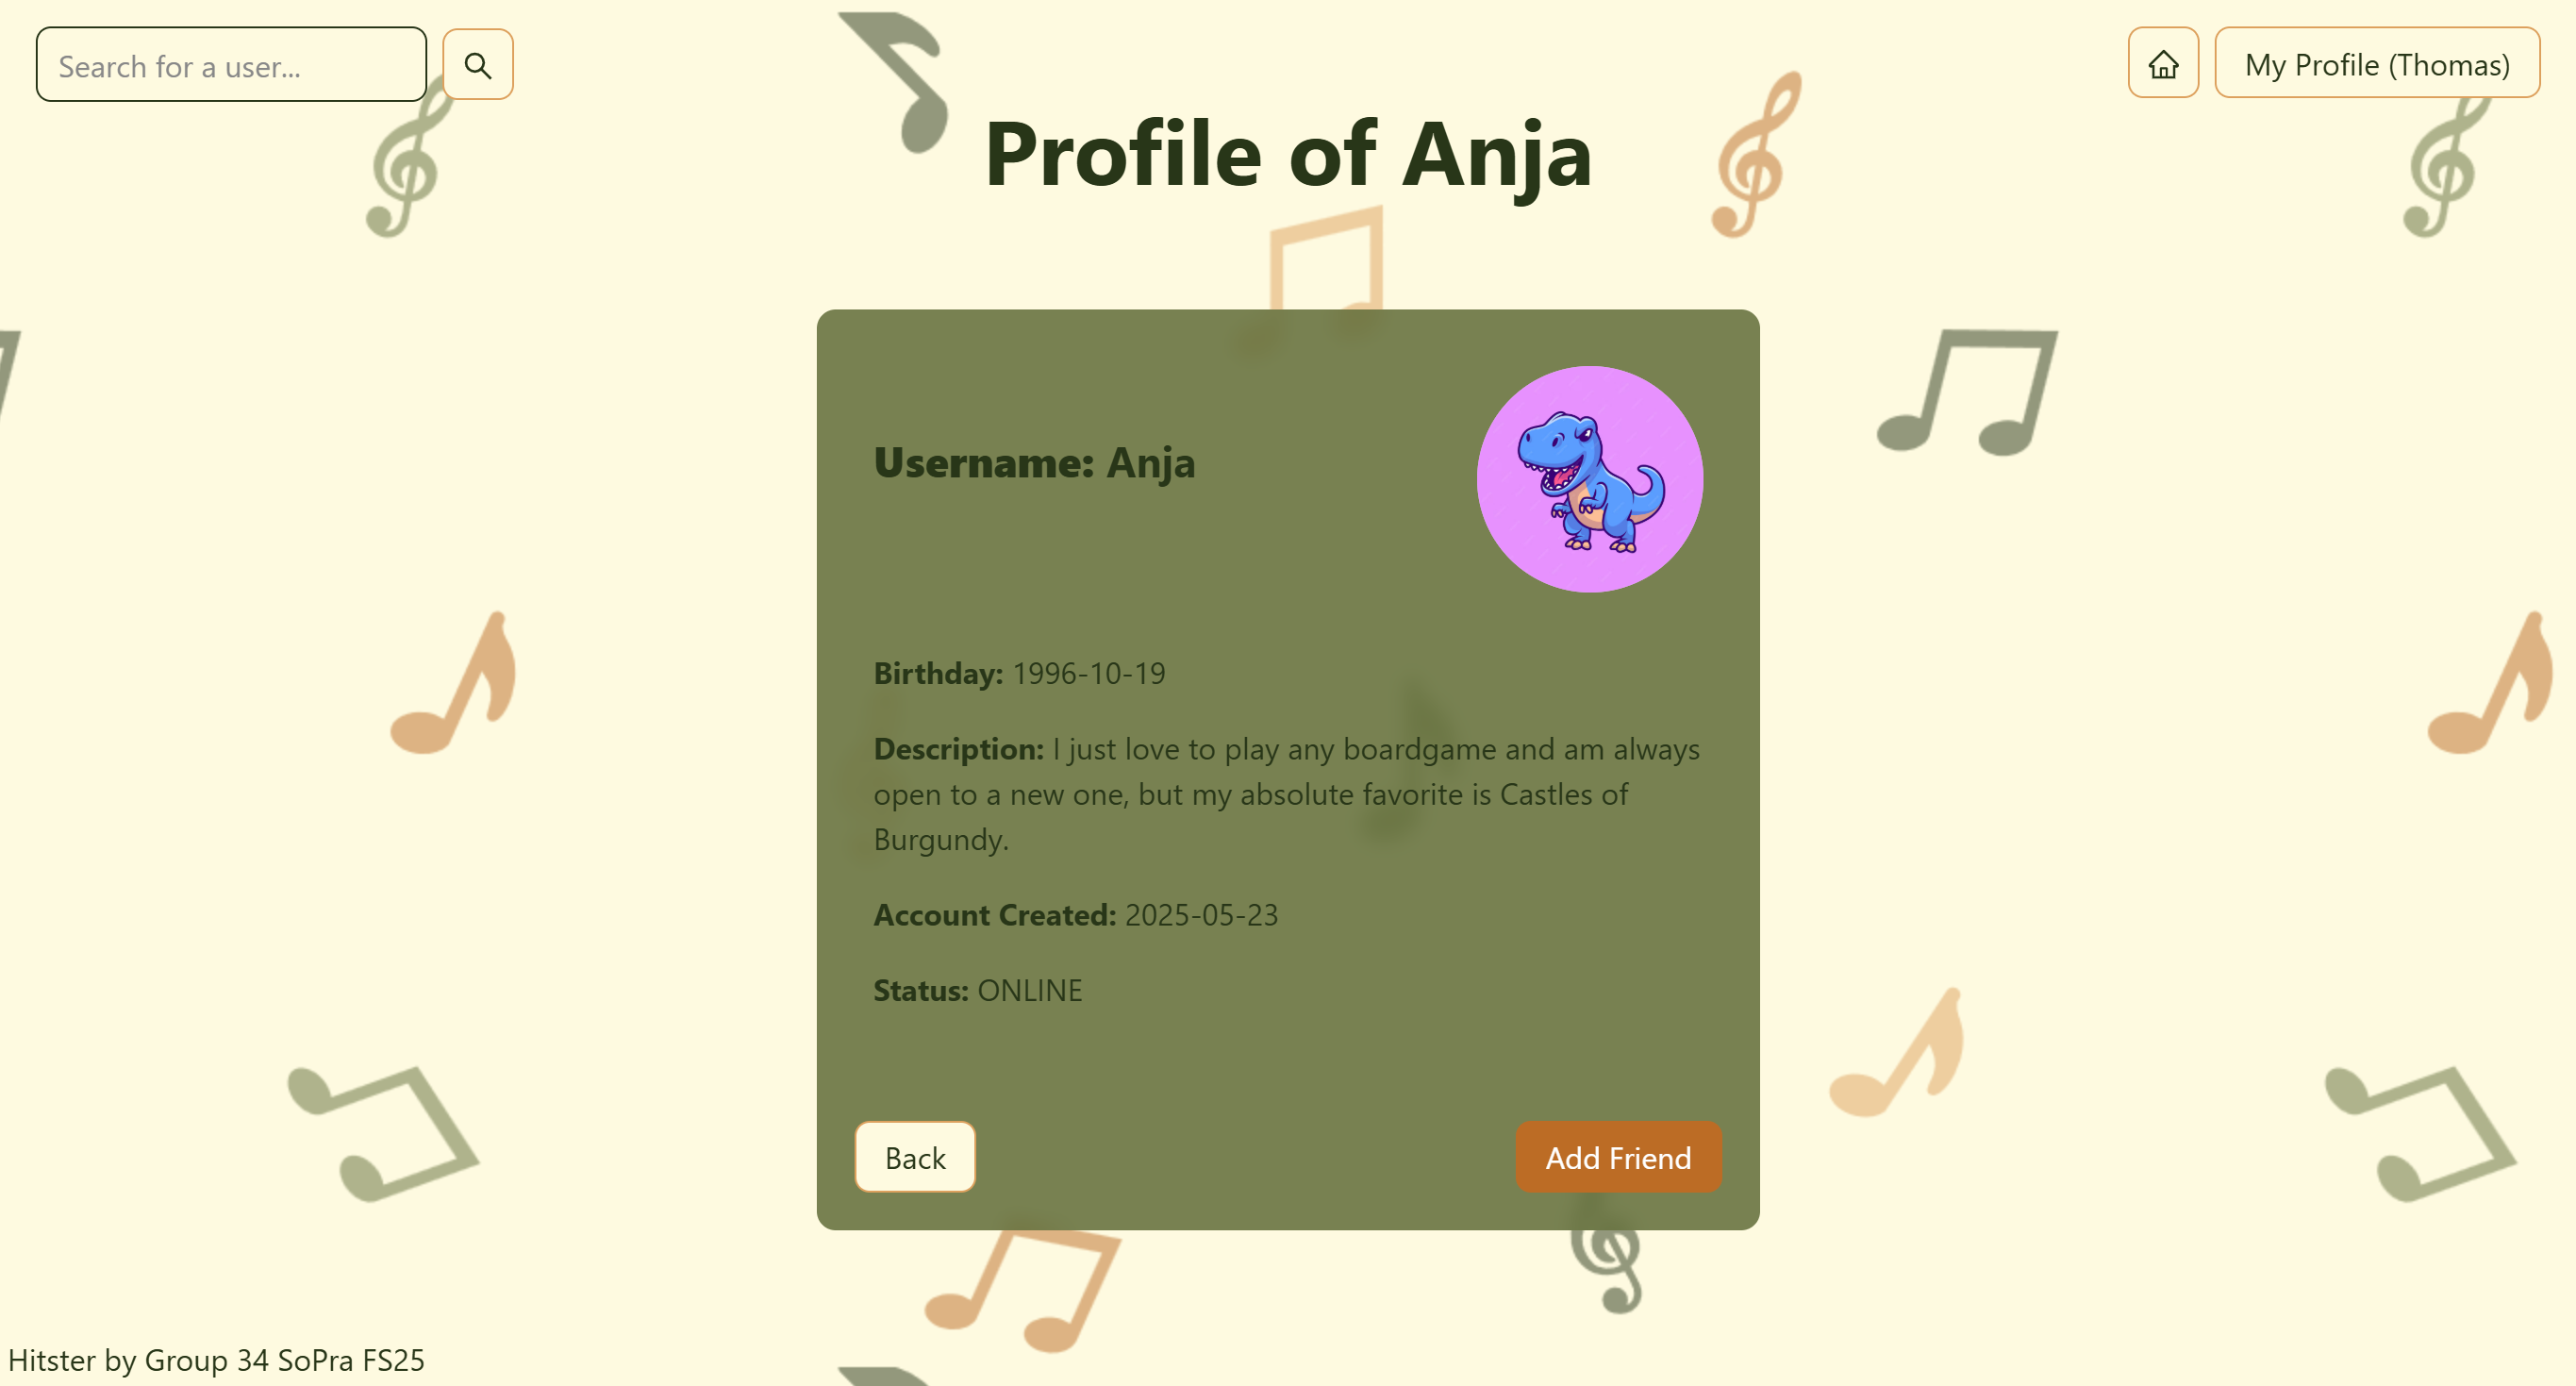 Search for a user...
My Profile (Thomas)
Profile of Anja
Username: Anja
Birthday: 1996-10-19
Description: I just love to play any boardgame and am always
open to a new one, but my absolute favorite is Castles of
Burgundy.
Account Created: 2025-05-23
Status: ONLINE
Back
Add Friend
Hitster by Group 34 SoPra FS25